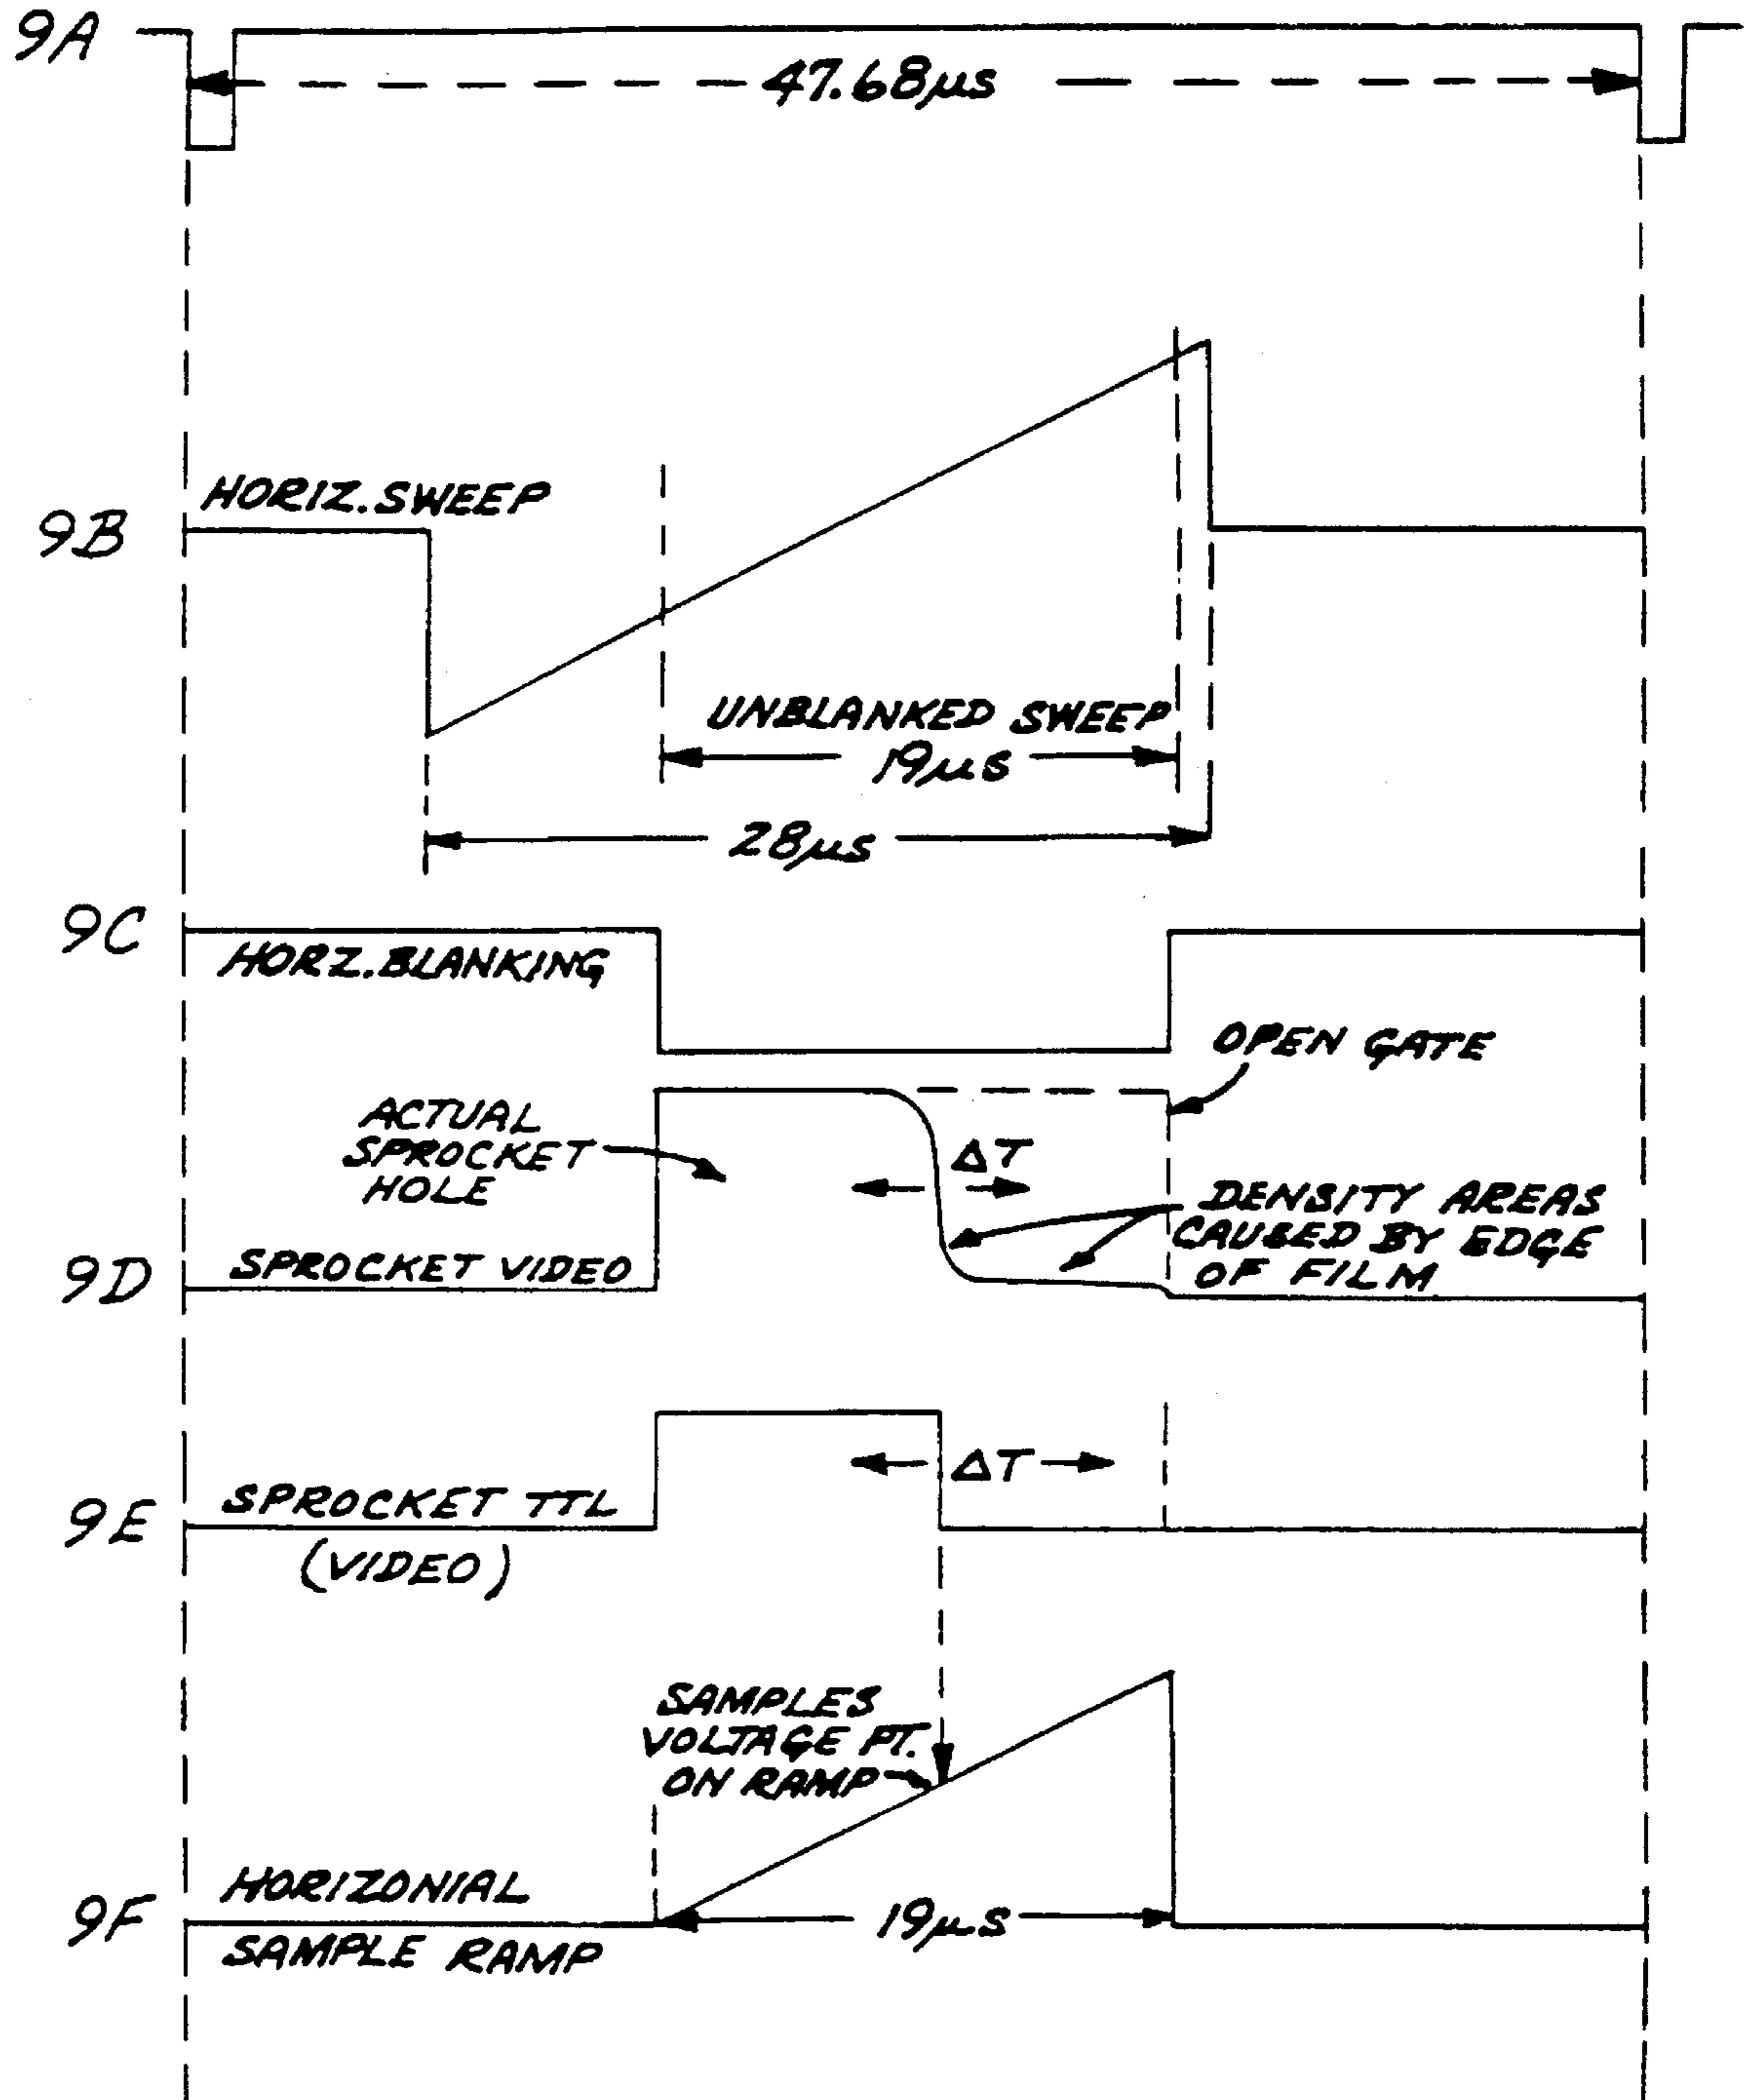 9A
47.68µs
9B
HORIZ. SWEEP
UNBLANKED SWEEP
19µs
28µs
9C
HORZ. BLANKING
OPEN GATE
ACTUAL
SPROCKET
HOLE
ΔT
DENSITY AREAS
CAUSED BY EDGE
OF FILM
9D
SPROCKET VIDEO
ΔT
9E
SPROCKET TTL
(VIDEO)
SAMPLES
VOLTAGE PT.
ON RAMP
9F
HORIZONIAL
SAMPLE RAMP
19µs